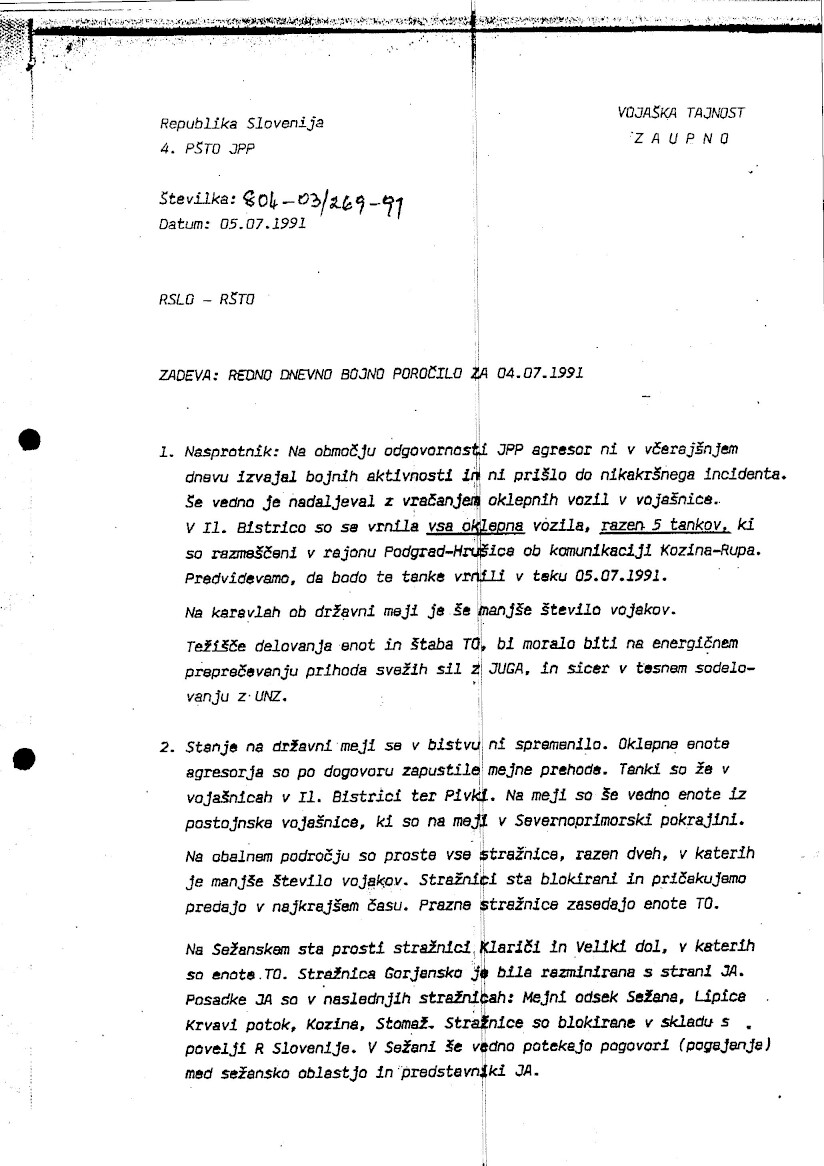 VOJAŠKA TAJNOST
Z A U P N O
Republika Slovenija
4. PŠTO JPP
Številka: 804-03/269-91
Datum: 05.07.1991
RSLO - RŠTO
ZADEVA: REDNO DNEVNO BOJNO POROČILO ZA 04.07.1991
1. Nasprotnik: Na območju odgovornosti JPP agresor ni v včerajšnjem
dnevu izvajal bojnih aktivnosti in ni prišlo do nikakršnega incidenta.
Še vedno je nadaljeval z vračanjem oklepnih vozil v vojašnice.
V Il. Bistrico so se vrnila vsa oklepna vozila, razen 5 tankov, ki
so razmeščeni v rajonu Podgrad-Hrušica ob komunikaciji Kozina-Rupa.
Predvidevamo, da bodo te tanke vrnili v teku 05.07.1991.
Na karavlah ob državni meji je še manjše število vojakov.
Težišče delovanja enot in štaba TO, bi moralo biti na energičnem
preprečevanju prihoda svežih sil z JUGA, in sicer v tesnem sodelo-
vanju z UNZ.
2. Stanje na državni meji se v bistvu ni spremenilo. Oklepne enote
agresorja so po dogovoru zapustile mejne prehode. Tanki so že v
vojašnicah v Il. Bistrici ter Pivki. Na meji so še vedno enote iz
postojnske vojašnice, ki so na meji v Severnoprimorski pokrajini.
Na obalnem področju so proste vse stražnice, razen dveh, v katerih
je manjše število vojakov. Stražnici sta blokirani in pričakujemo
predajo v najkrajšem času. Prazne stražnice zasedajo enote TO.
Na Sežanskem sta prosti stražnici Klariči in Veliki dol, v katerih
so enote TO. Stražnica Gorjansko je bila razminirana s strani JA.
Posadke JA so v naslednjih stražnicah: Mejni odsek Sežana, Lipica
Krvavi potok, Kozina, Stomaž. Stražnice so blokirane v skladu s
povelji R Slovenije. V Sežani še vedno potekajo pogovori (pogajanja)
med sežansko oblastjo in predstavniki JA.